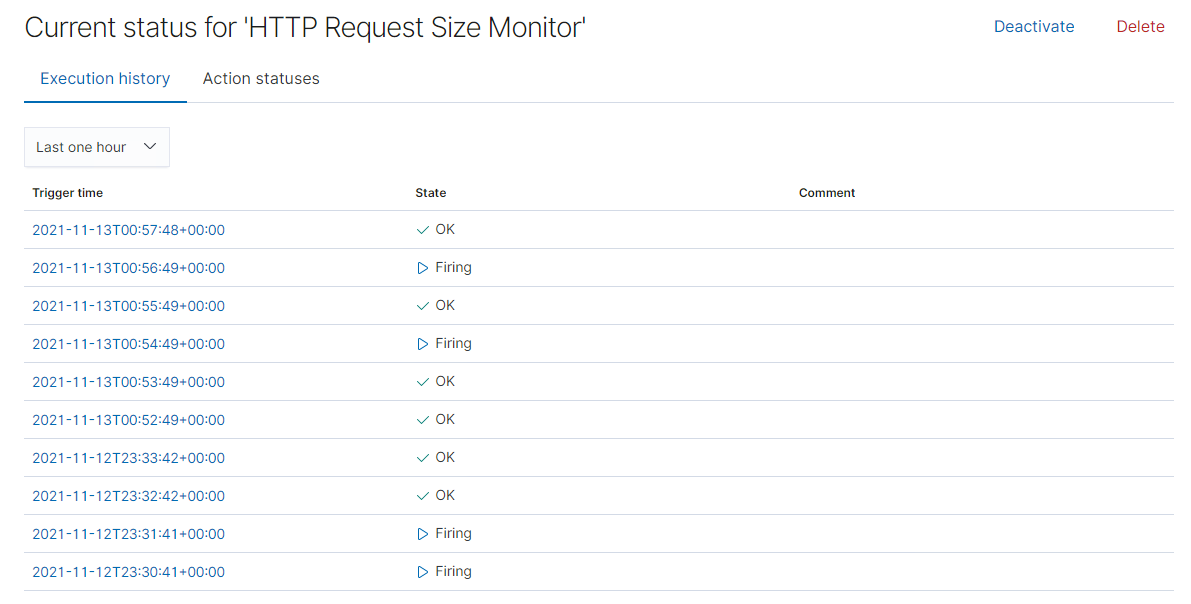 Current status for 'HTTP Request Size Monitor'
Deactivate Delete
Execution history Action statuses
Last one hour
Trigger time State Comment
2021-11-13T00:57:48+00:00 OK
2021-11-13T00:56:49+00:00 Firing
2021-11-13T00:55:49+00:00 OK
2021-11-13T00:54:49+00:00 Firing
2021-11-13T00:53:49+00:00 OK
2021-11-13T00:52:49+00:00 OK
2021-11-12T23:33:42+00:00 OK
2021-11-12T23:32:42+00:00 OK
2021-11-12T23:31:41+00:00 Firing
2021-11-12T23:30:41+00:00 Firing